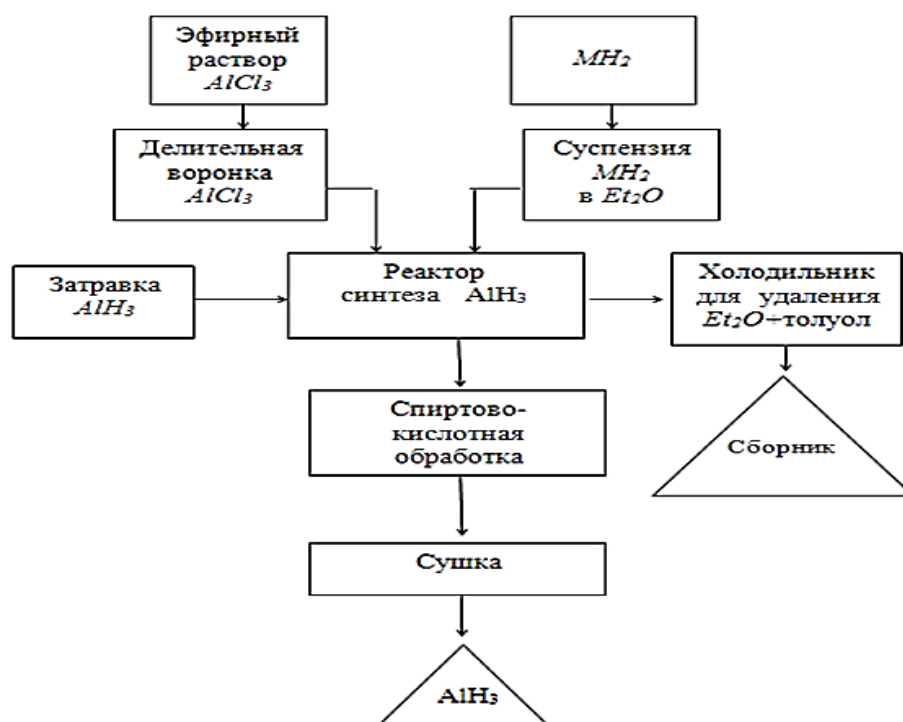 Эфирный
раствор
AlCl₃
MH₂
Делительная
воронка
AlCl₃
Суспензия
MH₂
в Et₂O
Затравка
AlH₃
Реактор
синтеза AlH₃
Холодильник
для удаления
Et₂O+толуол
Спиртово-
кислотная
обработка
Сборник
Сушка
AlH₃